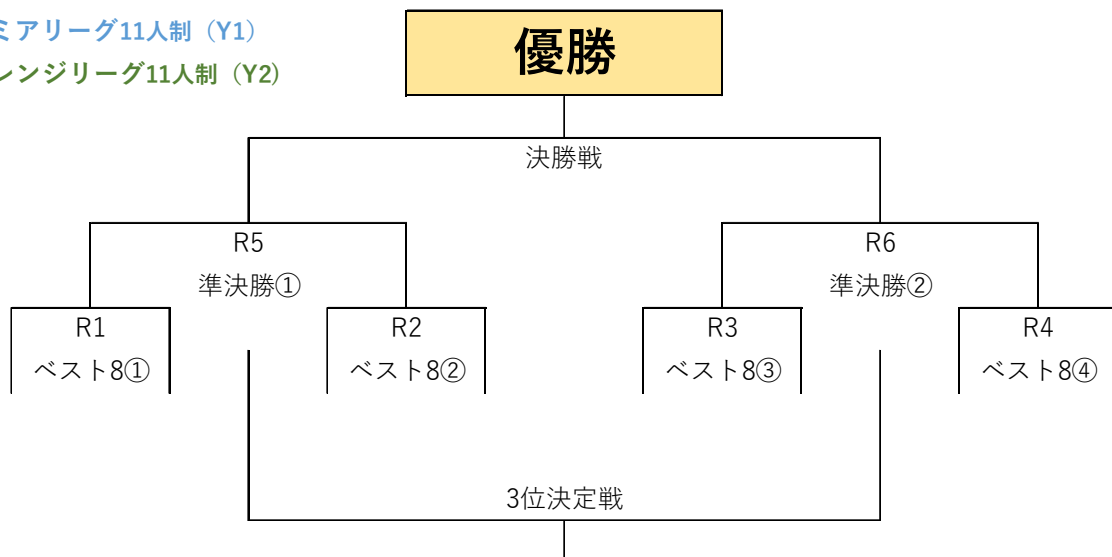 ミアリーグ11人制（Y1）
レンジリーグ11人制（Y2)
優勝
決勝戦
R5
準決勝①
R6
準決勝②
R1
ベスト8①
R2
ベスト8②
R3
ベスト8③
R4
ベスト8④
3位決定戦